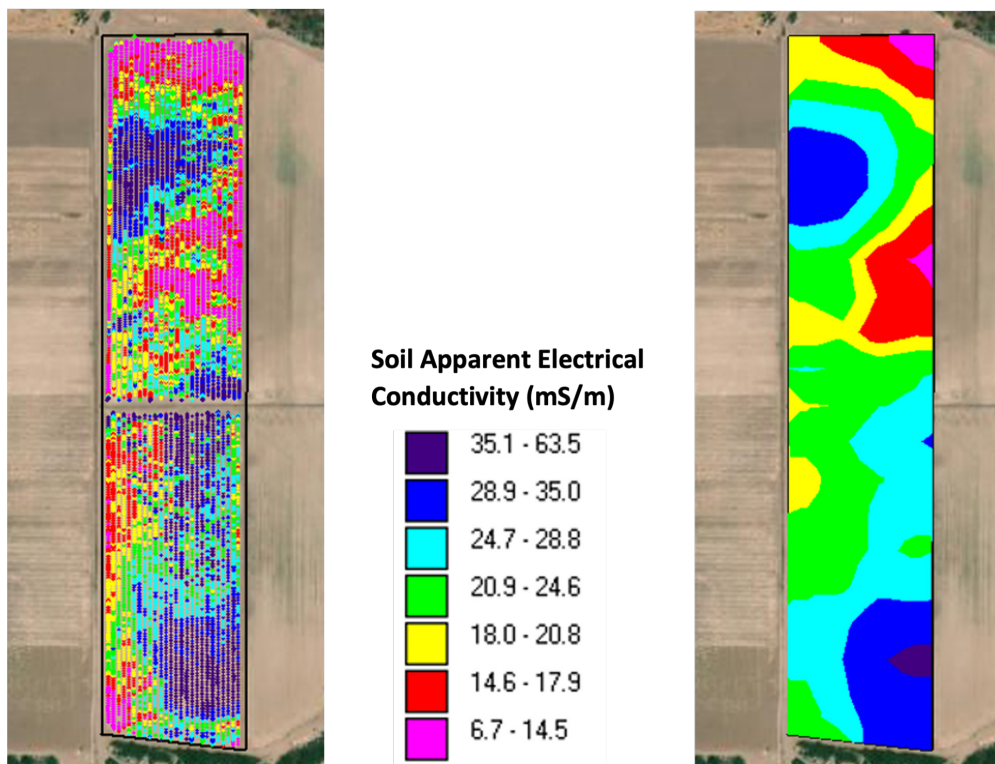 Soil Apparent Electrical
Conductivity (mS/m)
35.1 - 63.5
28.9 - 35.0
24.7 - 28.8
20.9 - 24.6
18.0 - 20.8
14.6 - 17.9
6.7 - 14.5